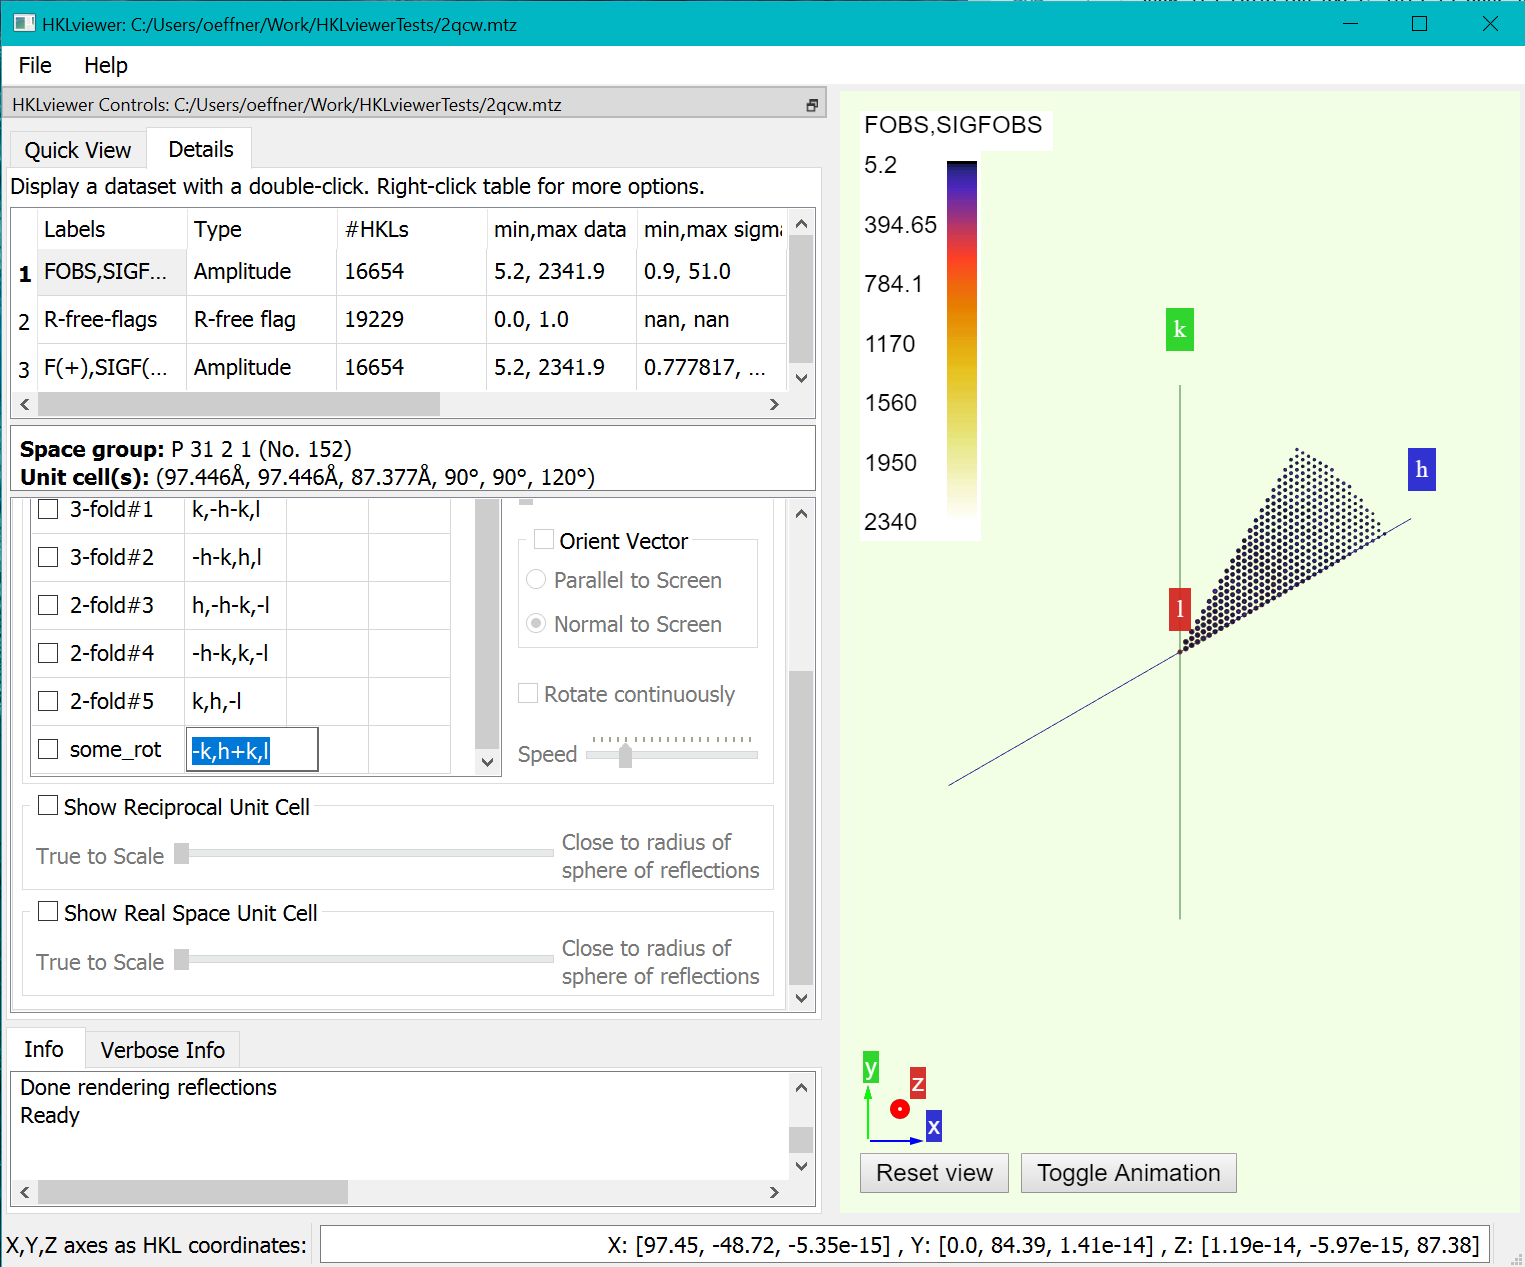 HKLviewer: C:/Users/oeffner/Work/HKLviewerTests/2qcw.mtz
File Help
HKLviewer Controls: C:/Users/oeffner/Work/HKLviewerTests/2qcw.mtz
Quick View Details
Display a dataset with a double-click. Right-click table for more options.
Labels Type #HKLs min,max data min,max sigma
1 FOBS,SIGF... Amplitude 16654 5.2, 2341.9 0.9, 51.0
2 R-free-flags R-free flag 19229 0.0, 1.0 nan, nan
3 F(+),SIGF(... Amplitude 16654 5.2, 2341.9 0.777817, ...
Space group: P 31 2 1 (No. 152)
Unit cell(s): (97.446Å, 97.446Å, 87.377Å, 90°, 90°, 120°)
3-fold#1 k,-h-k,l
3-fold#2 -h-k,h,l
2-fold#3 h,-h-k,-l
2-fold#4 -h-k,k,-l
2-fold#5 k,h,-l
some_rot -k,h+k,l
Orient Vector
Parallel to Screen
Normal to Screen
Rotate continuously
Speed
Show Reciprocal Unit Cell
True to Scale
Close to radius of
sphere of reflections
Show Real Space Unit Cell
True to Scale
Close to radius of
sphere of reflections
Info Verbose Info
Done rendering reflections
Ready
FOBS,SIGFOBS
5.2
394.65
784.1
1170
1560
1950
2340
k
h
l
y
z
x
Reset view Toggle Animation
X,Y,Z axes as HKL coordinates: X: [97.45, -48.72, -5.35e-15] , Y: [0.0, 84.39, 1.41e-14] , Z: [1.19e-14, -5.97e-15, 87.38]